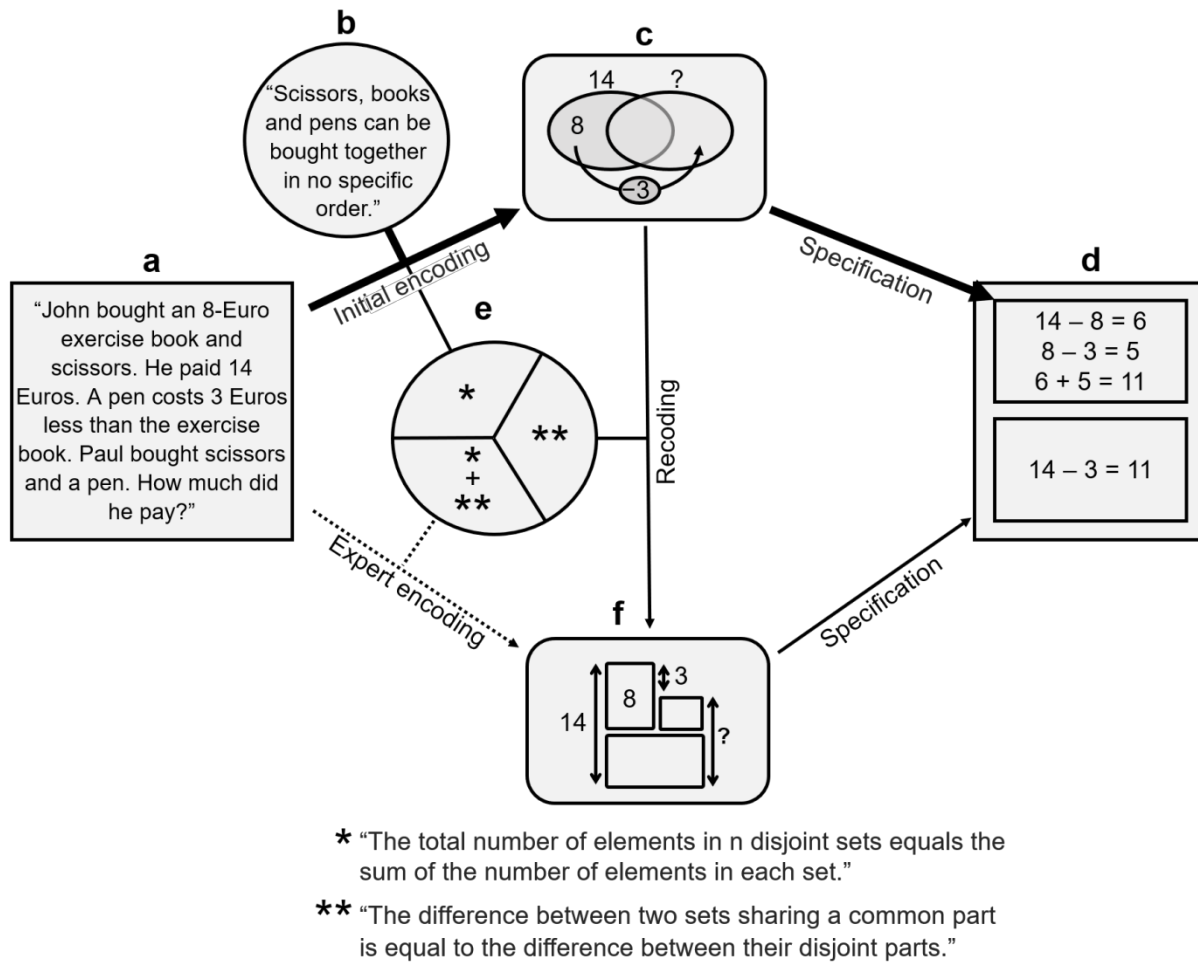 b
“Scissors, books
and pens can be
bought together
in no specific
order.”
c
14 ?
8
−3
a
“John bought an 8-Euro
exercise book and
scissors. He paid 14
Euros. A pen costs 3 Euros
less than the exercise
book. Paul bought scissors
and a pen. How much did
he pay?”
Initial encoding
Specification
d
14 – 8 = 6
8 – 3 = 5
6 + 5 = 11
14 – 3 = 11
e
*
**
*
+
**
Recoding
Expert encoding
Specification
f
14
8
3
?
* “The total number of elements in n disjoint sets equals the
sum of the number of elements in each set.”
** “The difference between two sets sharing a common part
is equal to the difference between their disjoint parts.”